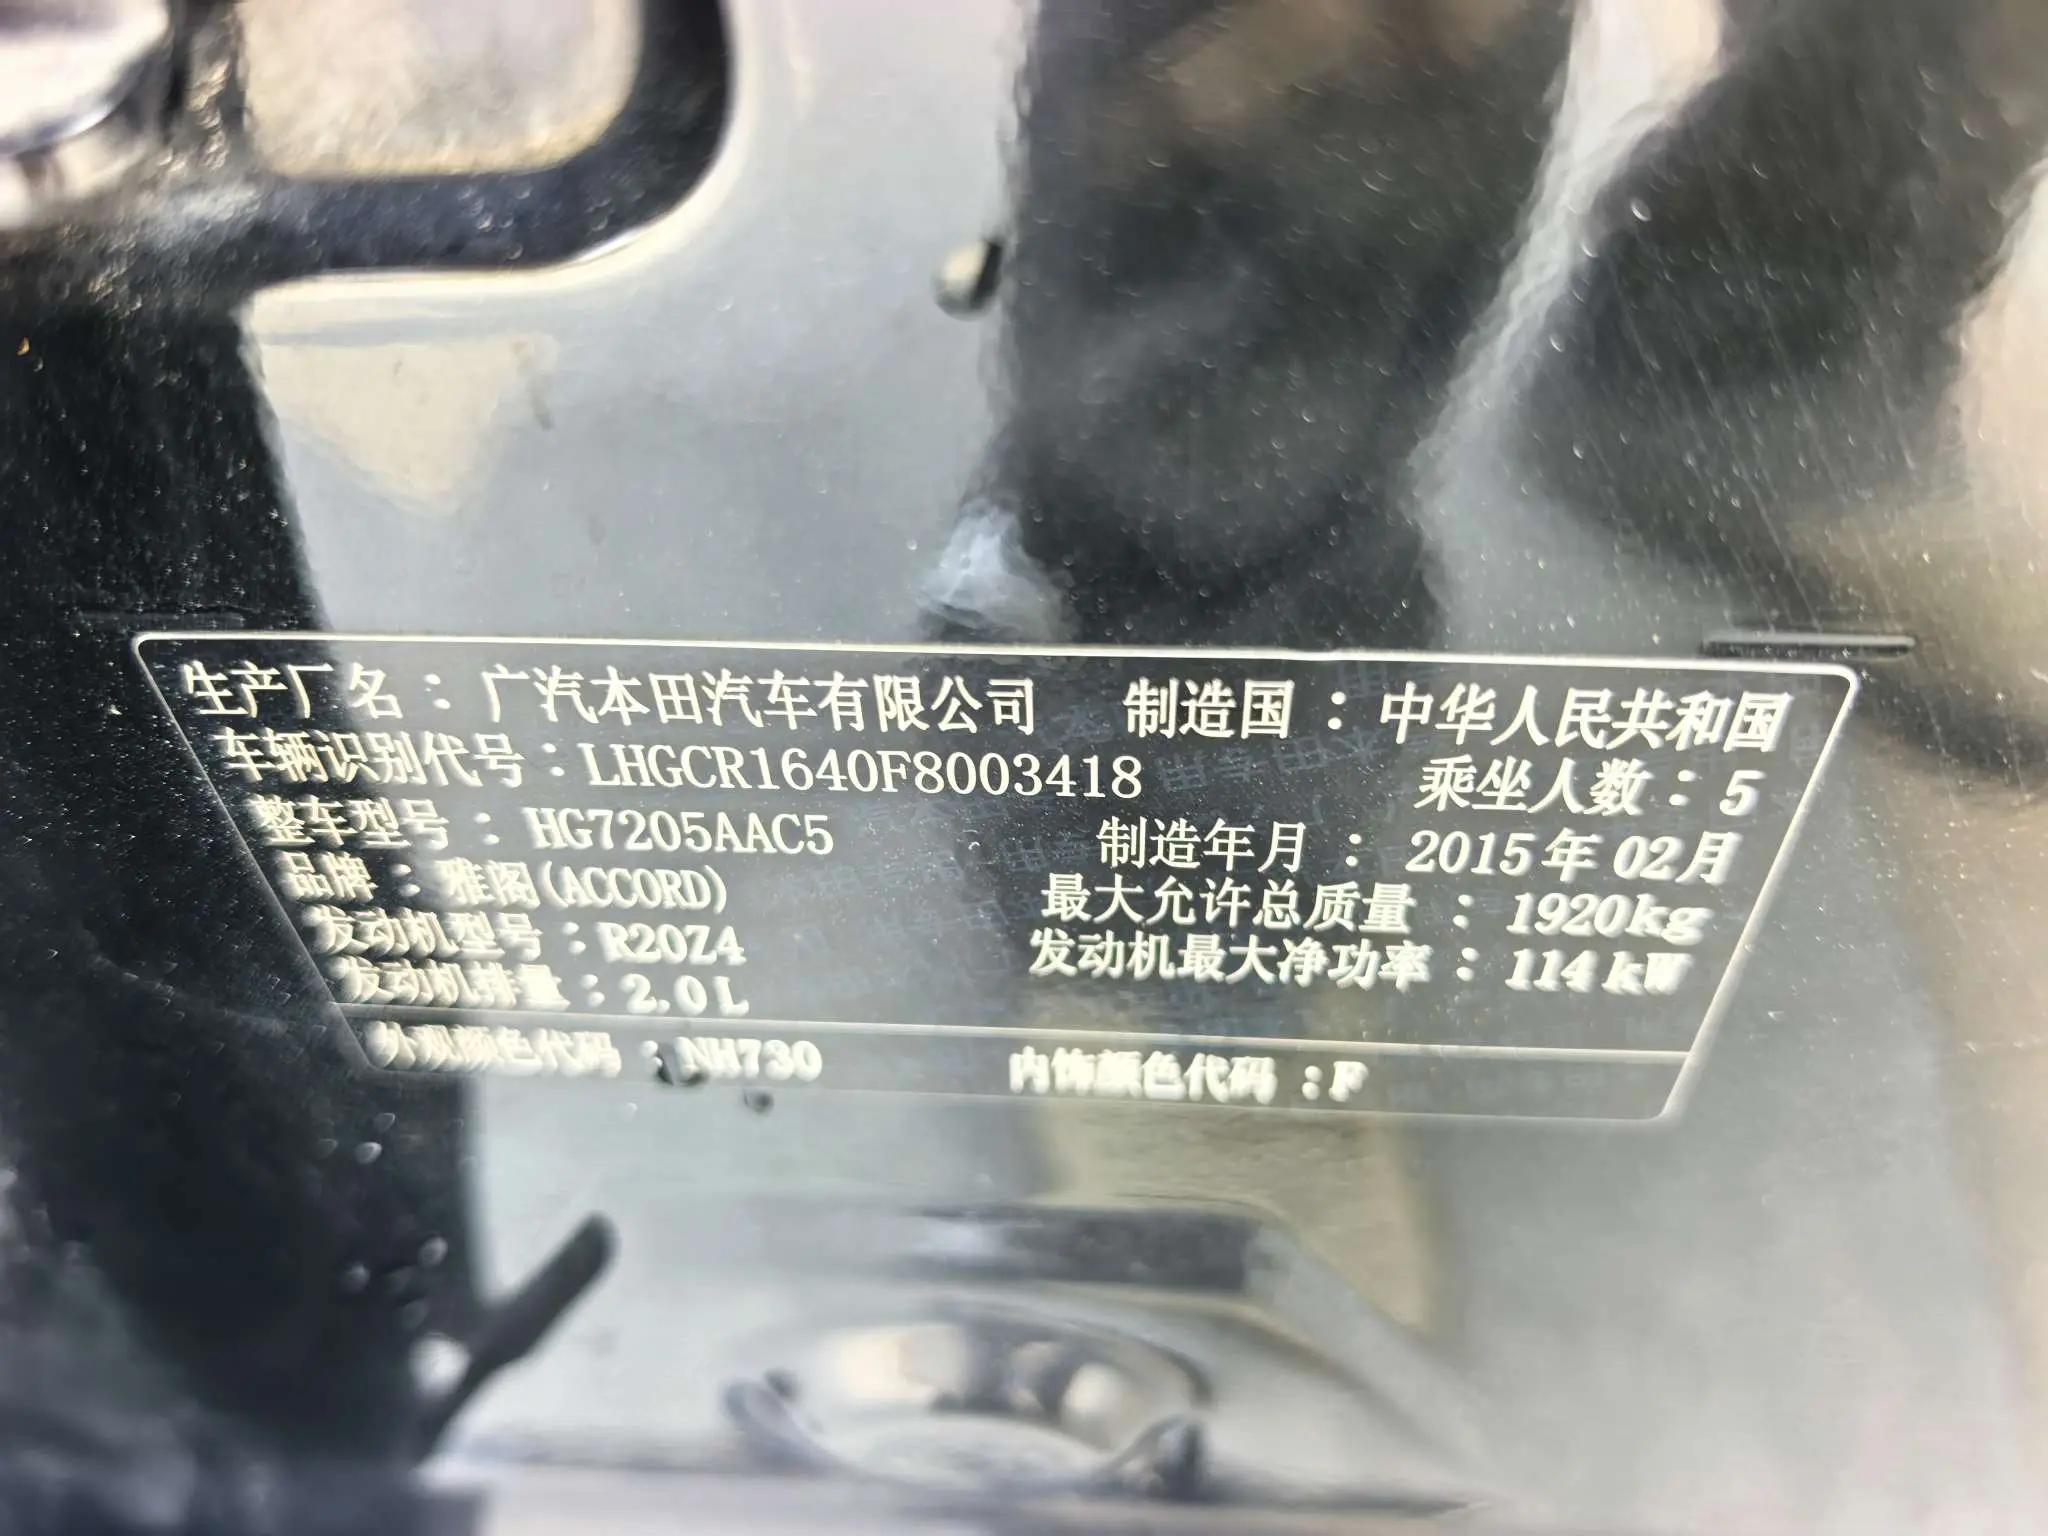 生产厂名：广汽本田汽车有限公司 制造国：中华人民共和国
车辆识别代号：LHGCR1640F8003418 乘坐人数：5
整车型号：HG7205AAC5 制造年月：2015年02月
品牌：雅阁(ACCORD) 最大允许总质量：1920kg
发动机型号：R20Z4 发动机最大净功率：114kW
发动机排量：2.0L
外观颜色代码：NH730 内饰颜色代码：F